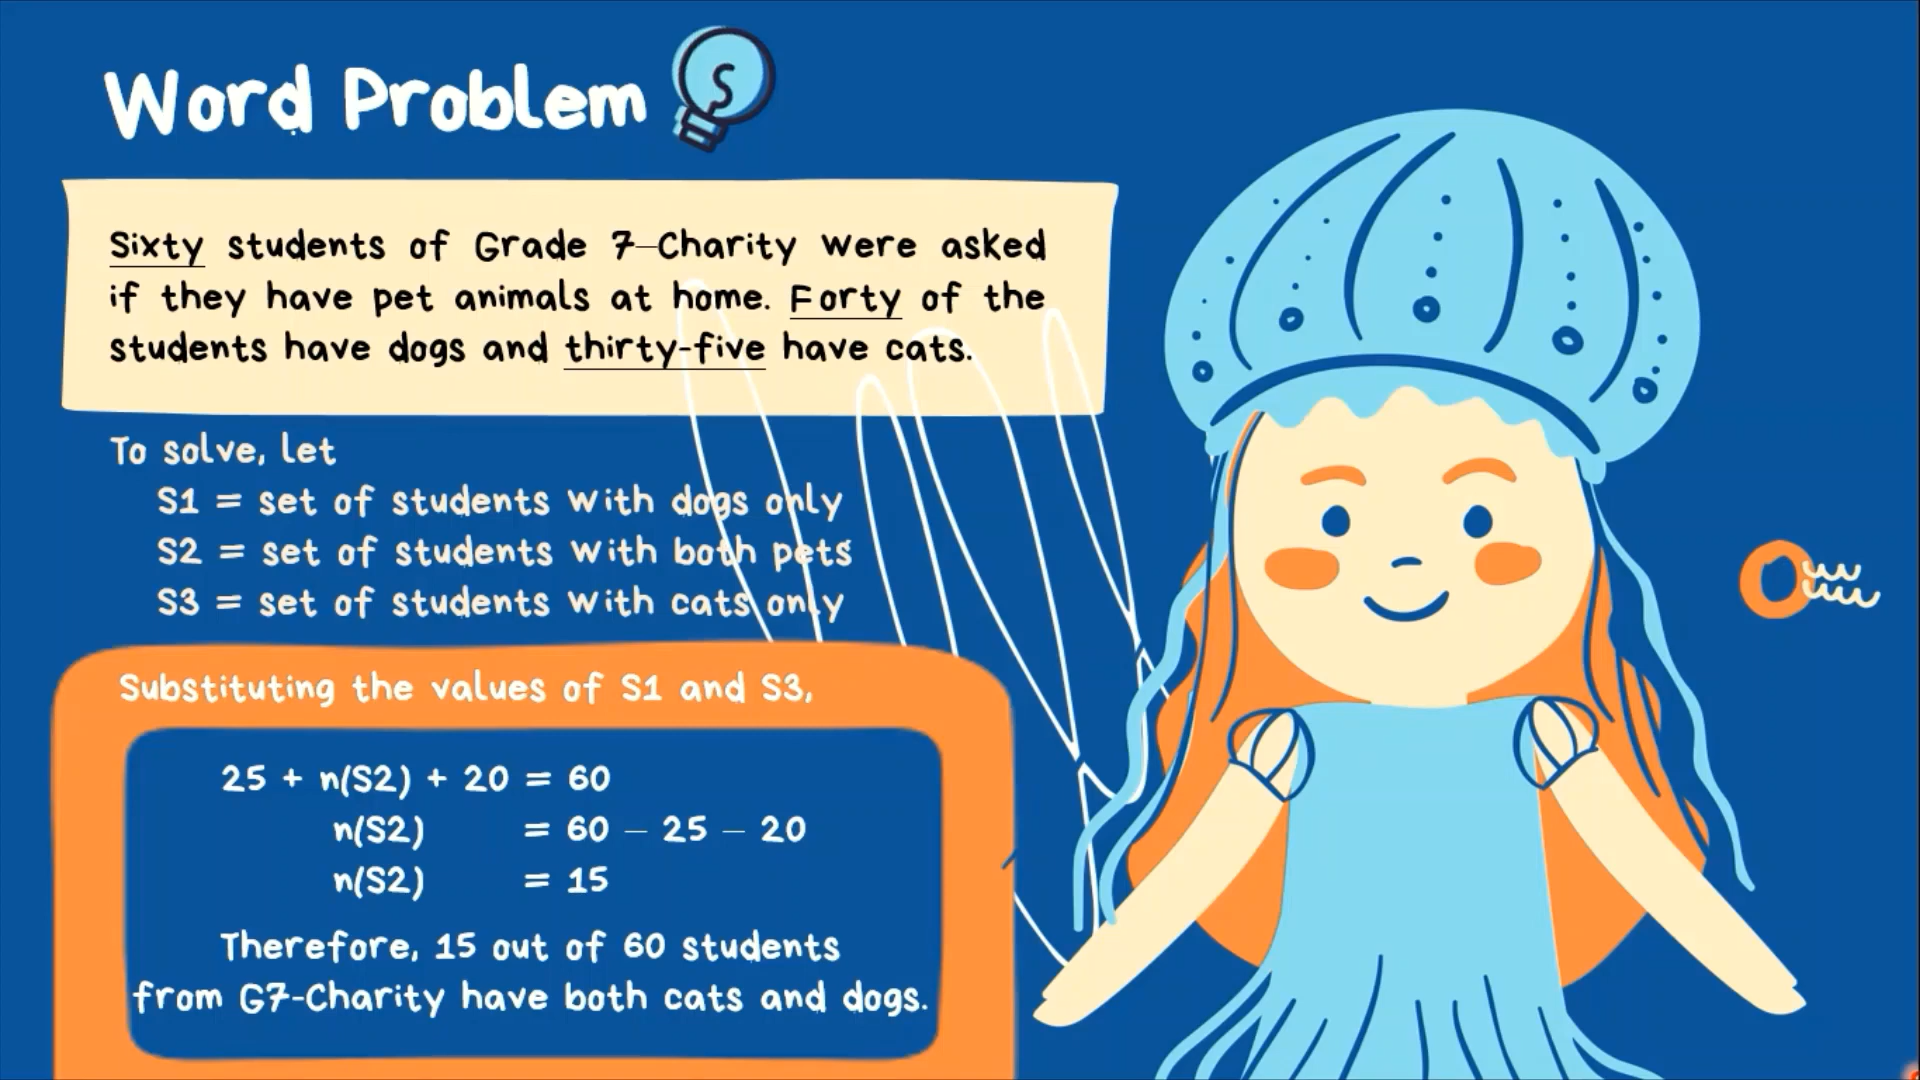 Word Problem
Sixty students of Grade 7-Charity were asked
if they have pet animals at home. Forty of the
students have dogs and thirty-five have cats.
To solve, let
S1 = set of students with dogs only
S2 = set of students with both pets
S3 = set of students with cats only
Substituting the values of S1 and S3,
25 + n(S2) + 20 = 60
n(S2) = 60 – 25 – 20
n(S2) = 15
Therefore, 15 out of 60 students
from G7-Charity have both cats and dogs.